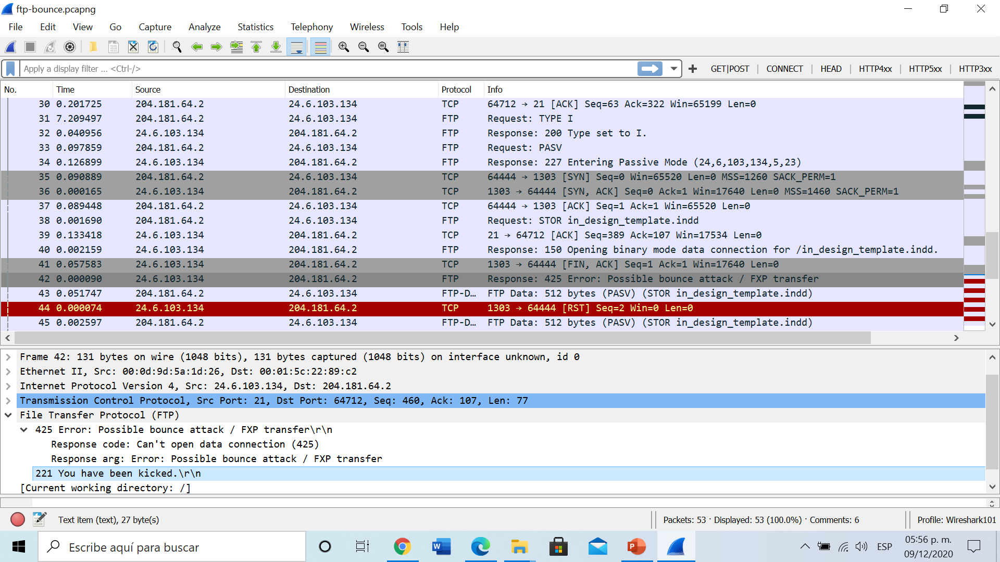 ftp-bounce.pcapng
File Edit View Go Capture Analyze Statistics Telephony Wireless Tools Help
Apply a display filter ... <Ctrl-/>
GET|POST CONNECT HEAD HTTP4xx HTTP5xx HTTP3xx
No. Time Source Destination Protocol Info
30 0.201725 204.181.64.2 24.6.103.134 TCP 64712 → 21 [ACK] Seq=63 Ack=322 Win=65199 Len=0
31 7.209497 204.181.64.2 24.6.103.134 FTP Request: TYPE I
32 0.040956 24.6.103.134 204.181.64.2 FTP Response: 200 Type set to I.
33 0.097859 204.181.64.2 24.6.103.134 FTP Request: PASV
34 0.126899 24.6.103.134 204.181.64.2 FTP Response: 227 Entering Passive Mode (24,6,103,134,5,23)
35 0.090889 204.181.64.2 24.6.103.134 TCP 64444 → 1303 [SYN] Seq=0 Win=65520 Len=0 MSS=1260 SACK_PERM=1
36 0.000165 24.6.103.134 204.181.64.2 TCP 1303 → 64444 [SYN, ACK] Seq=0 Ack=1 Win=17640 Len=0 MSS=1460 SACK_PERM=1
37 0.089448 204.181.64.2 24.6.103.134 TCP 64444 → 1303 [ACK] Seq=1 Ack=1 Win=65520 Len=0
38 0.001690 204.181.64.2 24.6.103.134 FTP Request: STOR in_design_template.indd
39 0.133418 24.6.103.134 204.181.64.2 TCP 21 → 64712 [ACK] Seq=389 Ack=107 Win=17534 Len=0
40 0.002159 24.6.103.134 204.181.64.2 FTP Response: 150 Opening binary mode data connection for /in_design_template.indd.
41 0.057583 24.6.103.134 204.181.64.2 TCP 1303 → 64444 [FIN, ACK] Seq=1 Ack=1 Win=17640 Len=0
42 0.000090 24.6.103.134 204.181.64.2 FTP Response: 425 Error: Possible bounce attack / FXP transfer
43 0.051747 204.181.64.2 24.6.103.134 FTP-D… FTP Data: 512 bytes (PASV) (STOR in_design_template.indd)
44 0.000074 24.6.103.134 204.181.64.2 TCP 1303 → 64444 [RST] Seq=2 Win=0 Len=0
45 0.002597 204.181.64.2 24.6.103.134 FTP-D… FTP Data: 512 bytes (PASV) (STOR in_design_template.indd)
Frame 42: 131 bytes on wire (1048 bits), 131 bytes captured (1048 bits) on interface unknown, id 0
Ethernet II, Src: 00:0d:9d:5a:1d:26, Dst: 00:01:5c:22:89:c2
Internet Protocol Version 4, Src: 24.6.103.134, Dst: 204.181.64.2
Transmission Control Protocol, Src Port: 21, Dst Port: 64712, Seq: 460, Ack: 107, Len: 77
File Transfer Protocol (FTP)
425 Error: Possible bounce attack / FXP transfer\r\n
Response code: Can't open data connection (425)
Response arg: Error: Possible bounce attack / FXP transfer
221 You have been kicked.\r\n
[Current working directory: /]
Text item (text), 27 byte(s)
Packets: 53 · Displayed: 53 (100.0%) · Comments: 6
Profile: Wireshark101
Escribe aquí para buscar
ESP
05:56 p. m.
09/12/2020